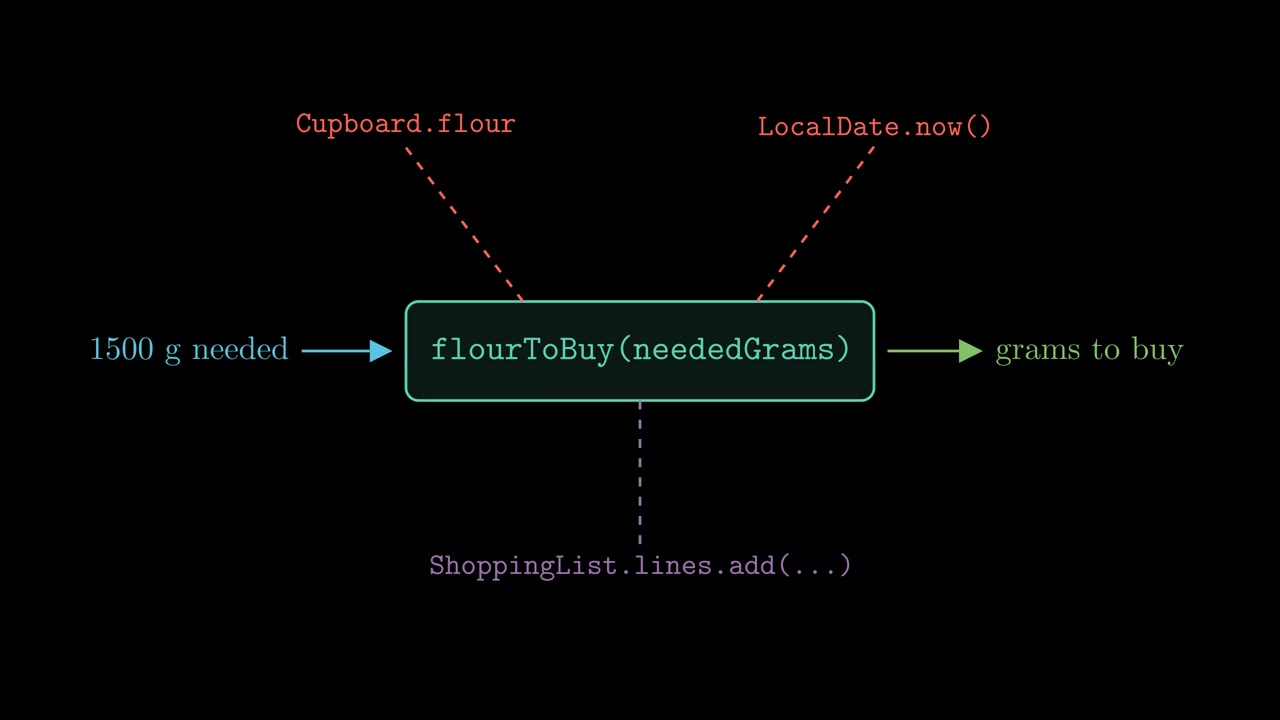 Cupboard.flour
LocalDate.now()
1500 g needed
flourToBuy(neededGrams)
grams to buy
ShoppingList.lines.add(...)